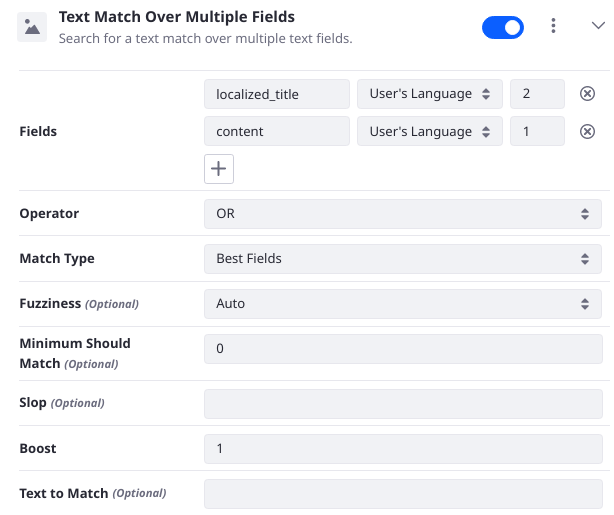 Text Match Over Multiple Fields
Search for a text match over multiple text fields.
Fields
localized_title User's Language 2
content User's Language 1
Operator OR
Match Type Best Fields
Fuzziness (Optional) Auto
Minimum Should
Match (Optional) 0
Slop (Optional)
Boost 1
Text to Match (Optional)